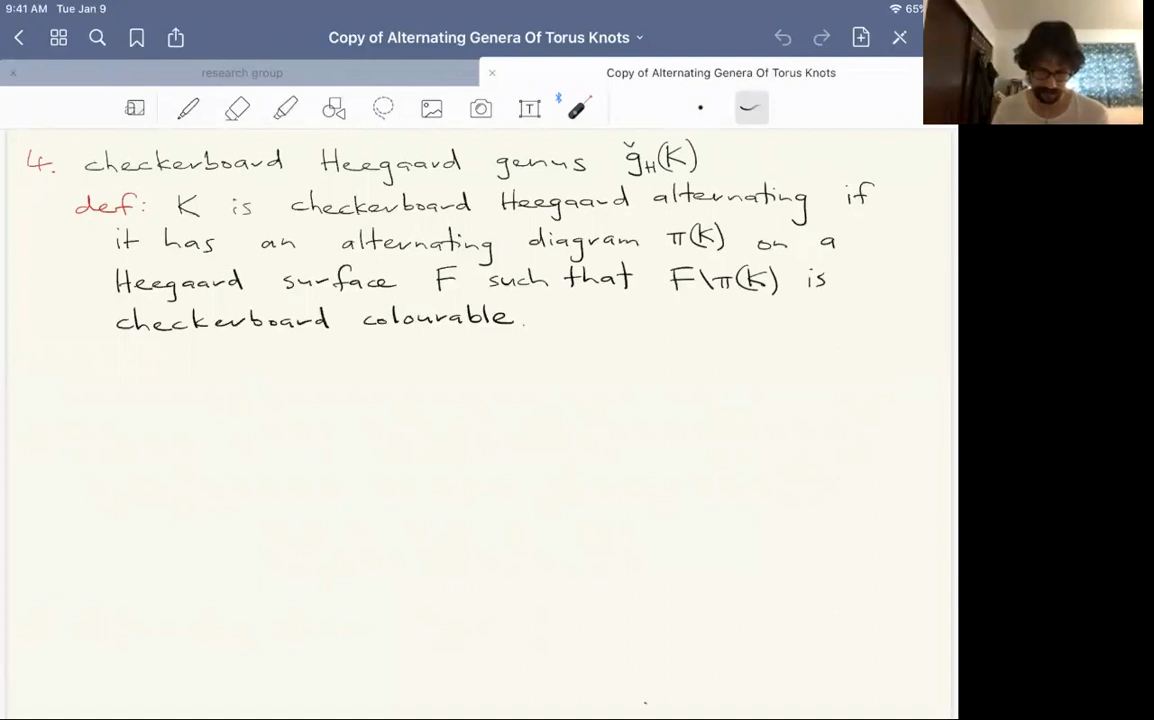 9:41 AM Tue Jan 9
65%
Copy of Alternating Genera Of Torus Knots
research group
Copy of Alternating Genera Of Torus Knots
4. checkerboard Heegaard genus ǧ_H(K)
def: K is checkerboard Heegaard alternating if
it has an alternating diagram π(K) on a
Heegaard surface F such that F\π(K) is
checkerboard colourable.